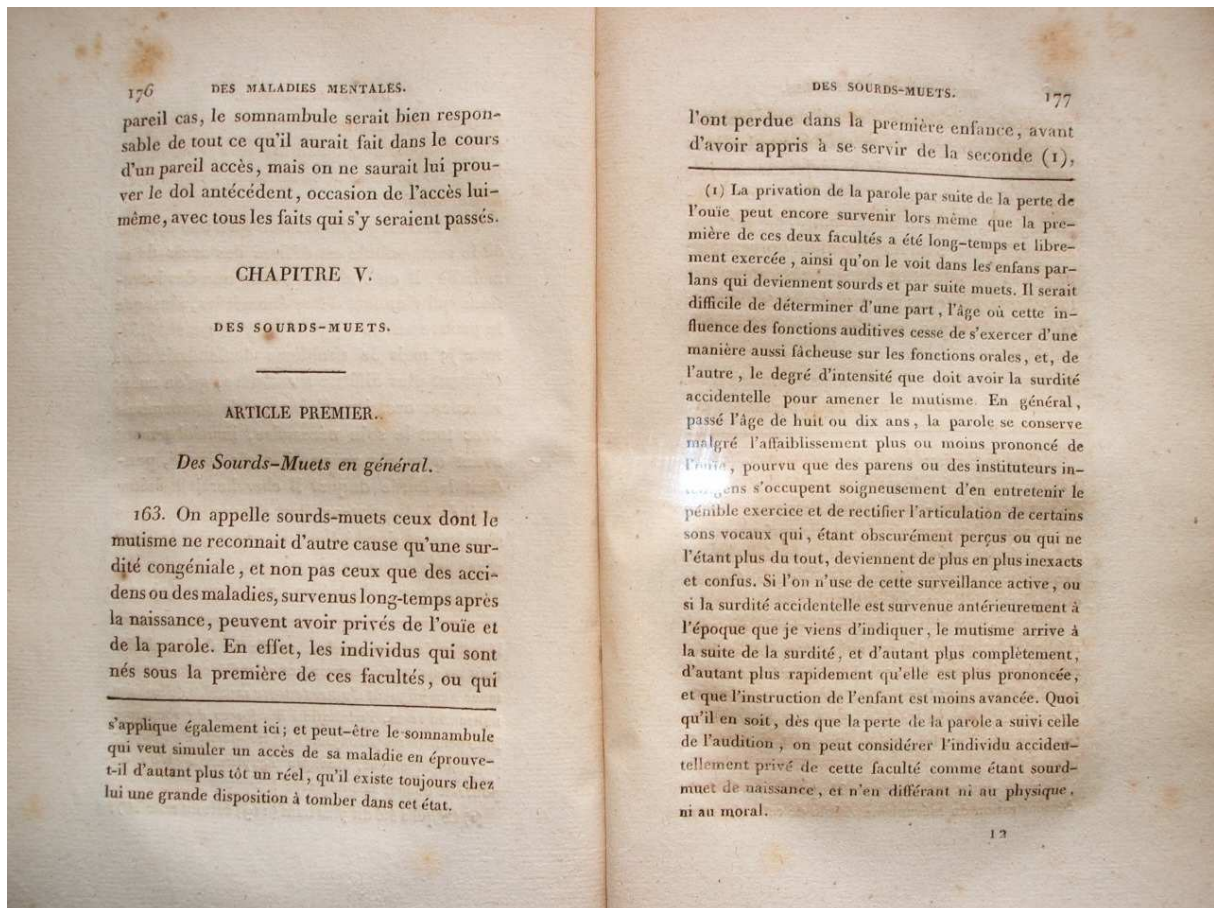 176 DES MALADIES MENTALES.
pareil cas, le somnambule serait bien respon-
sable de tout ce qu'il aurait fait dans le cours
d'un pareil accès, mais on ne saurait lui prou-
ver le dol antécédent, occasion de l'accès lui-
même, avec tous les faits qui s'y seraient passés.
CHAPITRE V.
DES SOURDS-MUETS.
ARTICLE PREMIER.
Des Sourds-Muets en général.
163. On appelle sourds-muets ceux dont le
mutisme ne reconnait d'autre cause qu'une sur-
dité congéniale, et non pas ceux que des acci-
dens ou des maladies, survenus long-temps après
la naissance, peuvent avoir privés de l'ouïe et
de la parole. En effet, les individus qui sont
nés sous la première de ces facultés, ou qui
s'applique également ici; et peut-être le somnambule
qui veut simuler un accès de sa maladie en éprouve-
t-il d'autant plus tôt un réel, qu'il existe toujours chez
lui une grande disposition à tomber dans cet état.
DES SOURDS-MUETS. 177
l'ont perdue dans la première enfance, avant
d'avoir appris à se servir de la seconde (1),
(1) La privation de la parole par suite de la perte de
l'ouïe peut encore survenir lors même que la pre-
mière de ces deux facultés a été long-temps et libre-
ment exercée, ainsi qu'on le voit dans les enfans par-
lans qui deviennent sourds et par suite muets. Il serait
difficile de déterminer d'une part, l'âge où cette in-
fluence des fonctions auditives cesse de s'exercer d'une
manière aussi fâcheuse sur les fonctions orales, et, de
l'autre, le degré d'intensité que doit avoir la surdité
accidentelle pour amener le mutisme. En général,
passé l'âge de huit ou dix ans, la parole se conserve
malgré l'affaiblissement plus ou moins prononcé de
l'ouïe, pourvu que des parens ou des instituteurs in-
s'occupent soigneusement d'en entretenir le
pénible exercice et de rectifier l'articulation de certains
sons vocaux qui, étant obscurément perçus ou qui ne
l'étant plus du tout, deviennent de plus en plus inexacts
et confus. Si l'on n'use de cette surveillance active, ou
si la surdité accidentelle est survenue antérieurement à
l'époque que je viens d'indiquer, le mutisme arrive à
la suite de la surdité, et d'autant plus complètement,
d'autant plus rapidement qu'elle est plus prononcée,
et que l'instruction de l'enfant est moins avancée. Quoi
qu'il en soit, dès que la perte de la parole a suivi celle
de l'audition, on peut considérer l'individu acciden-
tellement privé de cette faculté comme étant sourd-
muet de naissance, et n'en différant ni au physique,
ni au moral.
12